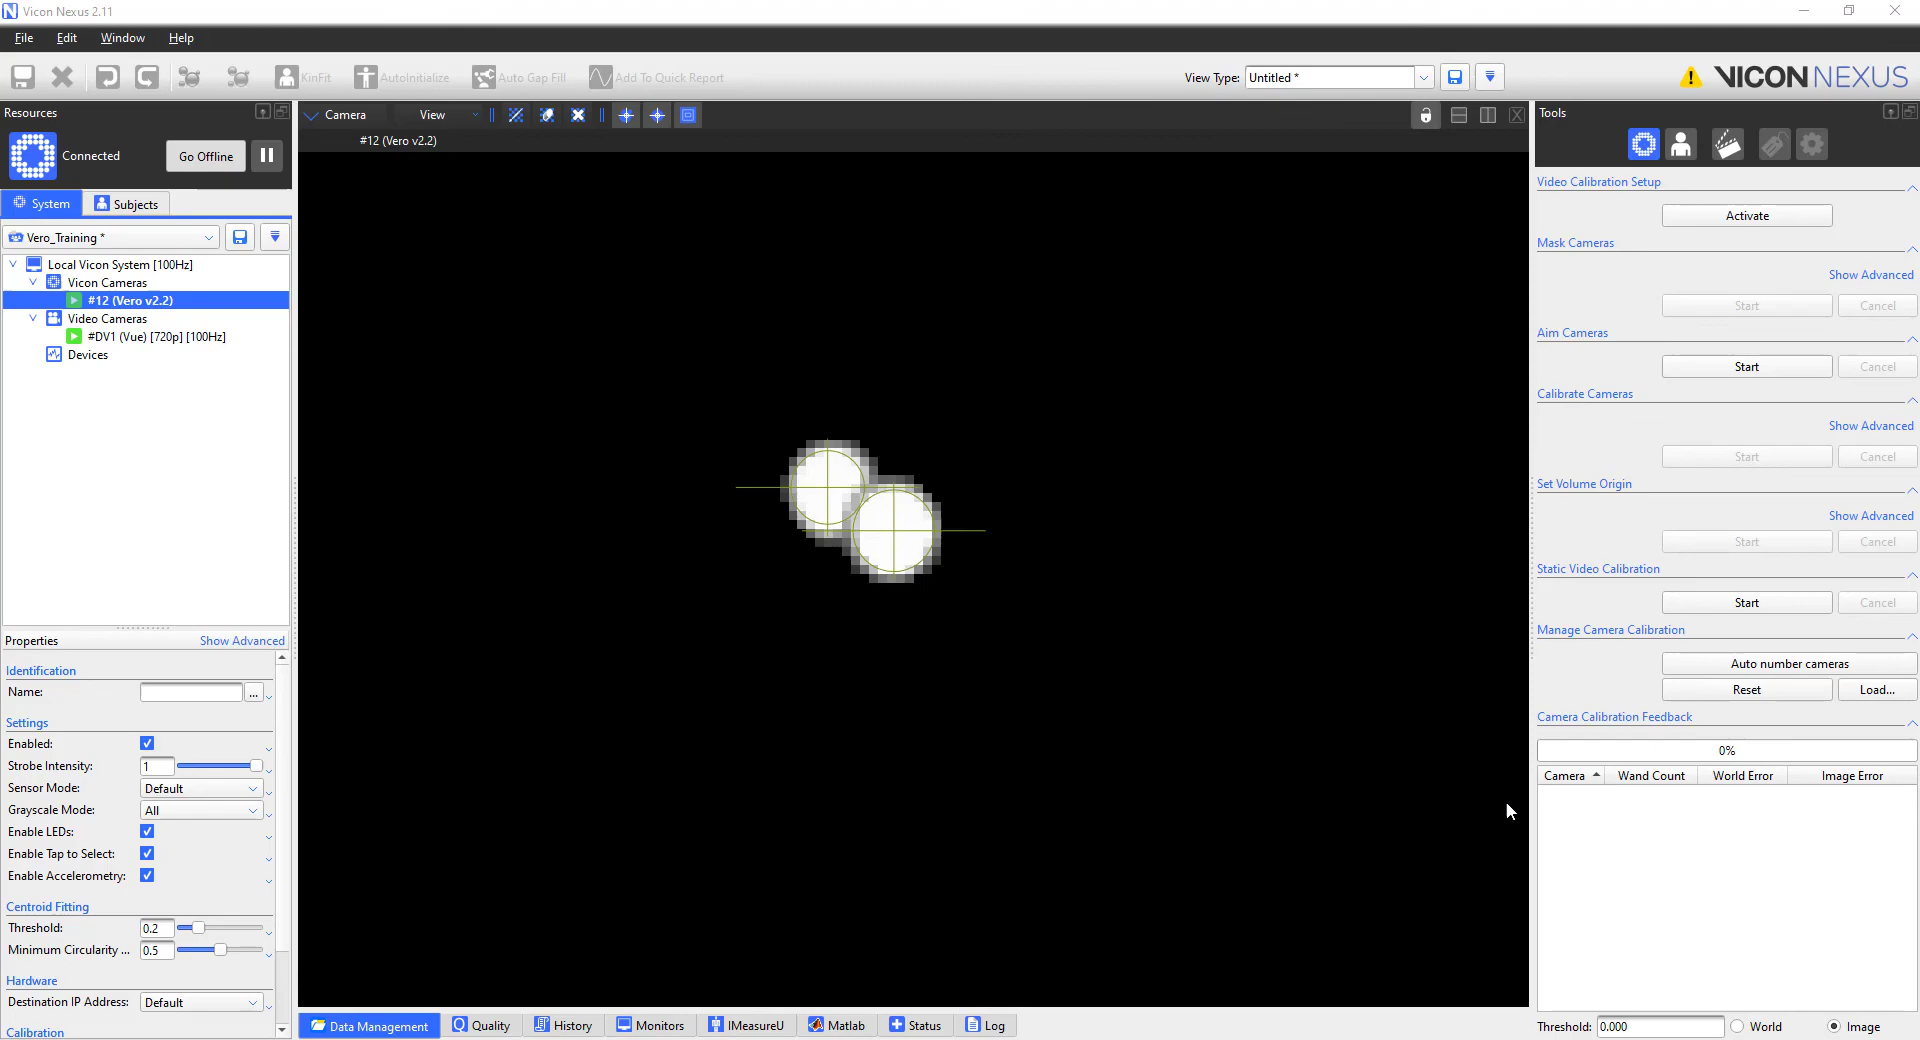 Vicon Nexus 2.11
File Edit Window Help
KinFit AutoInitialize Auto Gap Fill Add To Quick Report View Type: Untitled * VICON NEXUS
Resources
Connected Go Offline
System Subjects
Vero_Training *
Local Vicon System [100Hz]
Vicon Cameras
#12 (Vero v2.2)
Video Cameras
#DV1 (Vue) [720p] [100Hz]
Devices
Properties Show Advanced
Identification
Name: ...
Settings
Enabled:
Strobe Intensity: 1
Sensor Mode: Default
Grayscale Mode: All
Enable LEDs:
Enable Tap to Select:
Enable Accelerometry:
Centroid Fitting
Threshold: 0.2
Minimum Circularity ... 0.5
Hardware
Destination IP Address: Default
Calibration
Camera View
#12 (Vero v2.2)
Data Management Quality History Monitors IMeasureU Matlab Status Log
Tools
Video Calibration Setup
Activate
Mask Cameras
Show Advanced
Start Cancel
Aim Cameras
Start Cancel
Calibrate Cameras
Show Advanced
Start Cancel
Set Volume Origin
Show Advanced
Start Cancel
Static Video Calibration
Start Cancel
Manage Camera Calibration
Auto number cameras
Reset Load...
Camera Calibration Feedback
0%
Camera Wand Count World Error Image Error
Threshold: 0.000 World Image